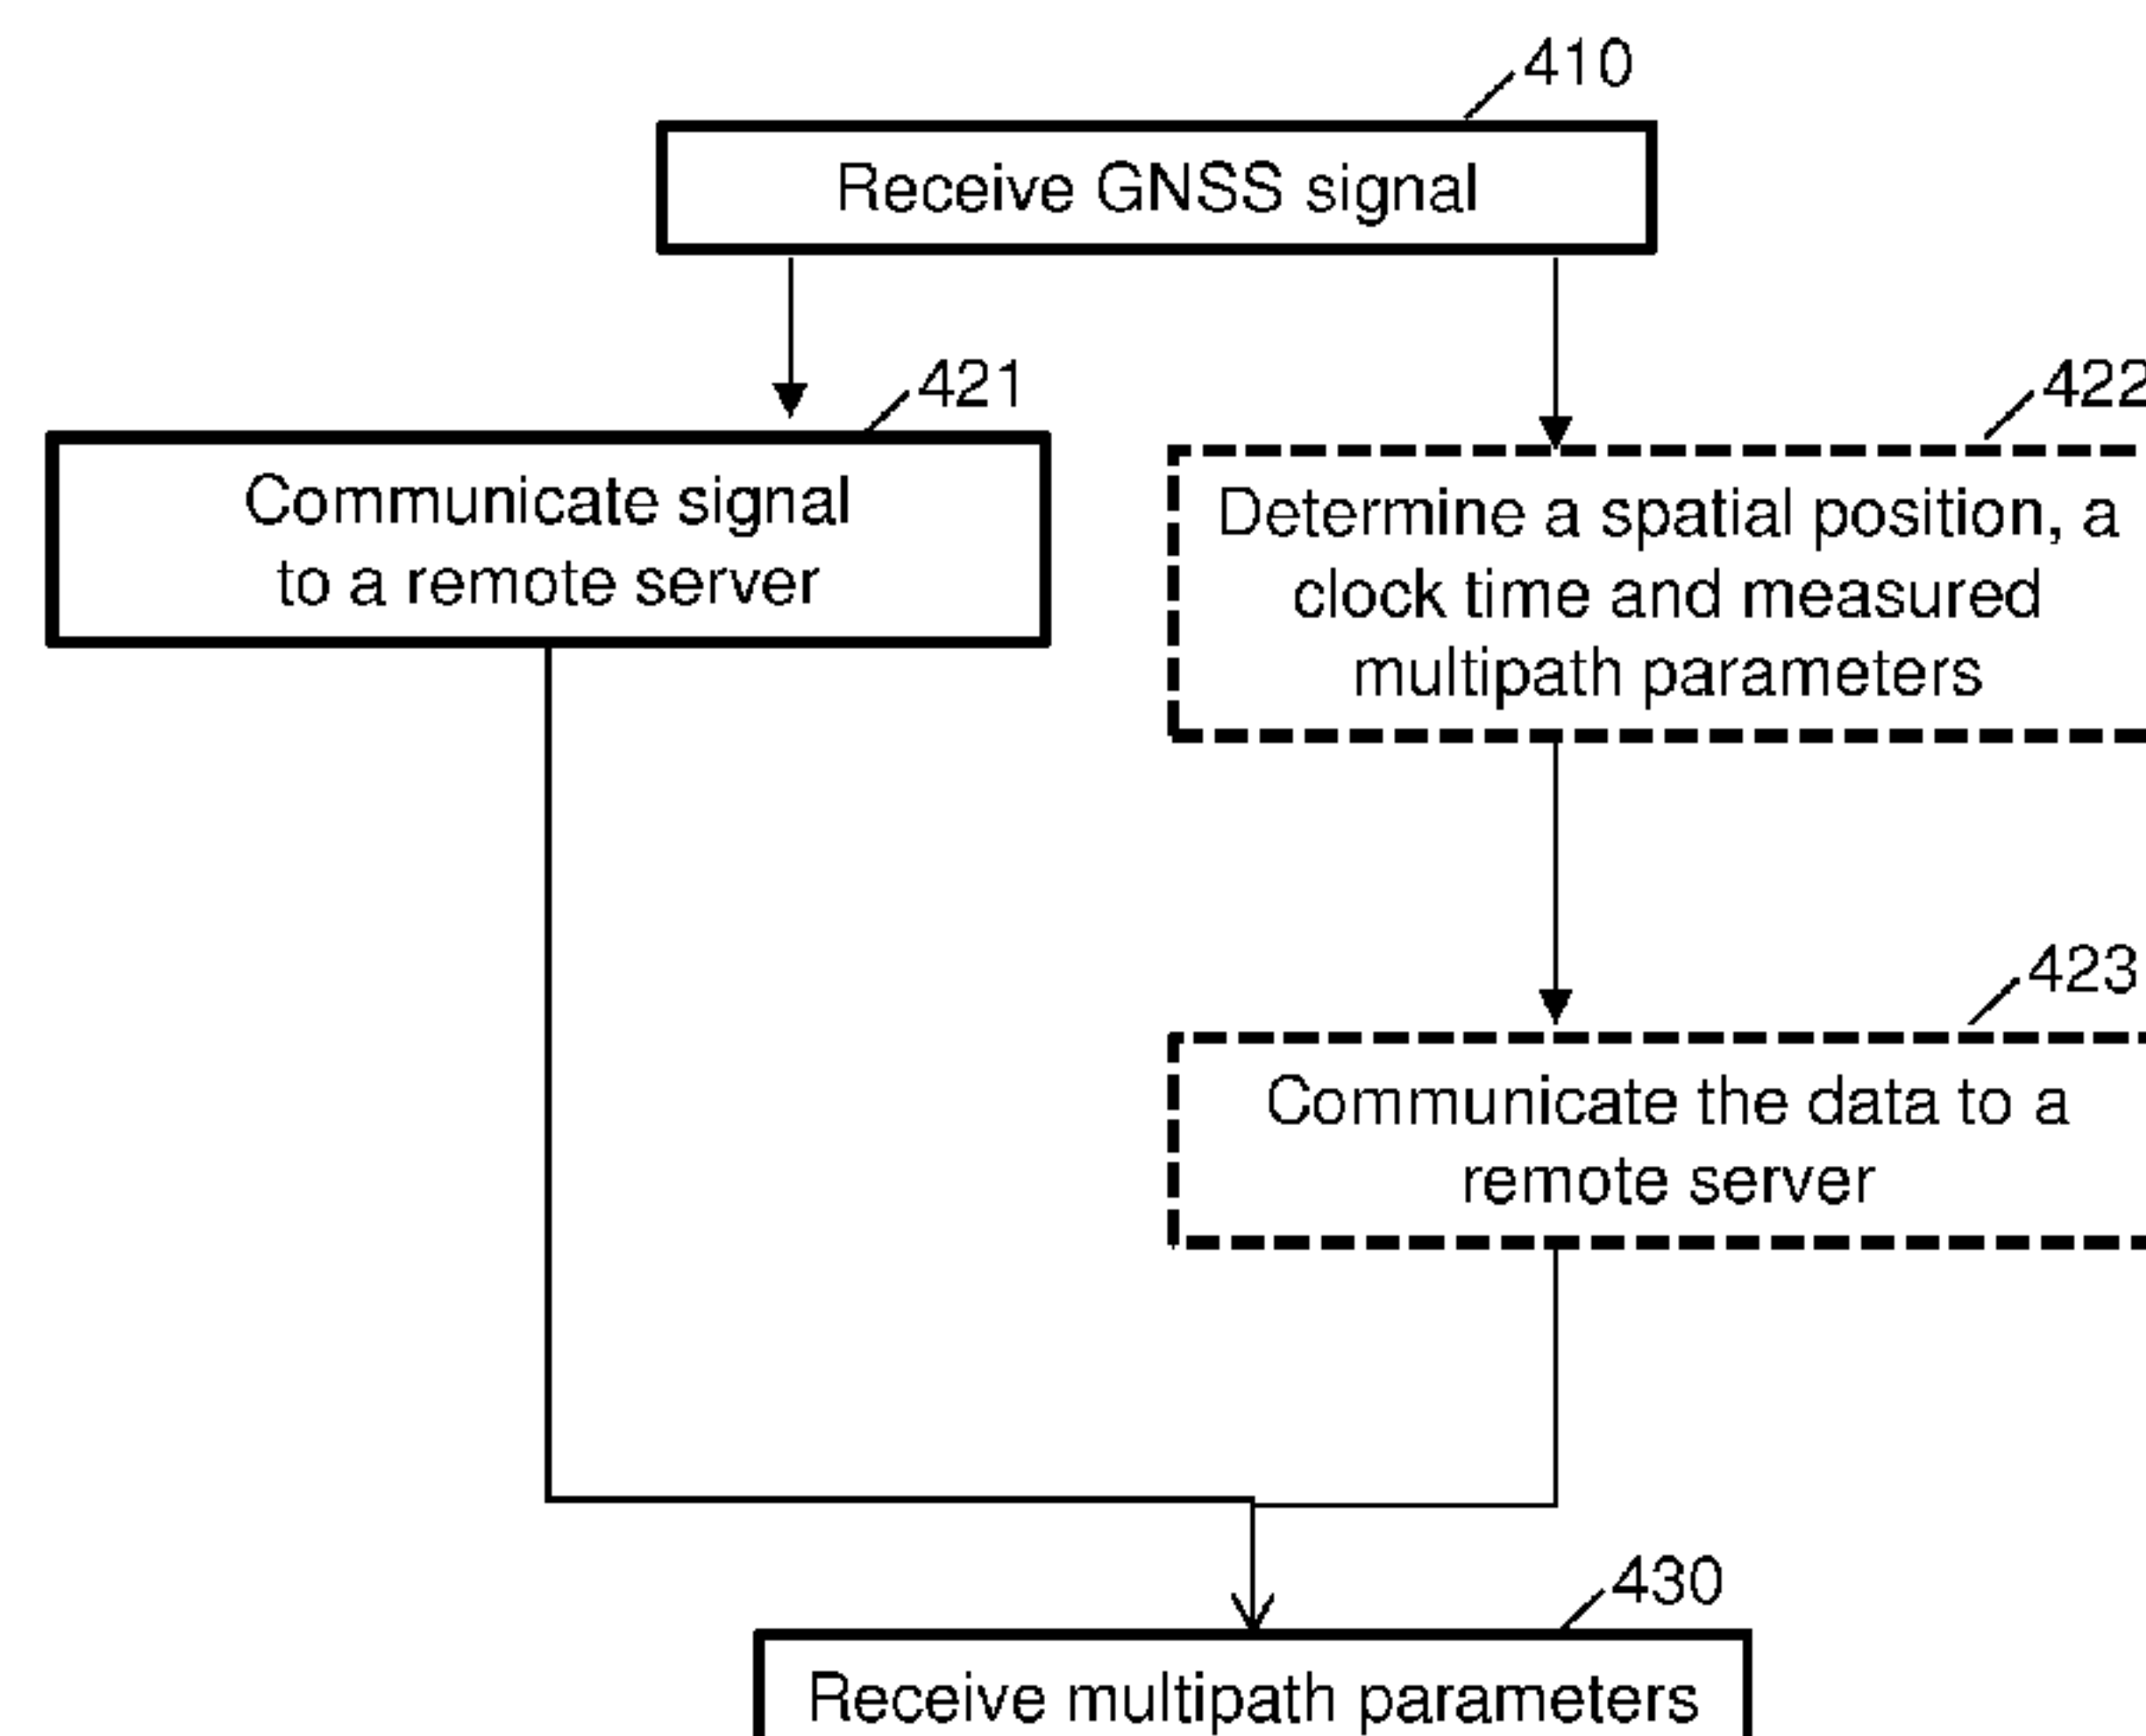 410
Receive GNSS signal
421
Communicate signal
to a remote server
422
Determine a spatial position, a
clock time and measured
multipath parameters
423
Communicate the data to a
remote server
430
Receive multipath parameters